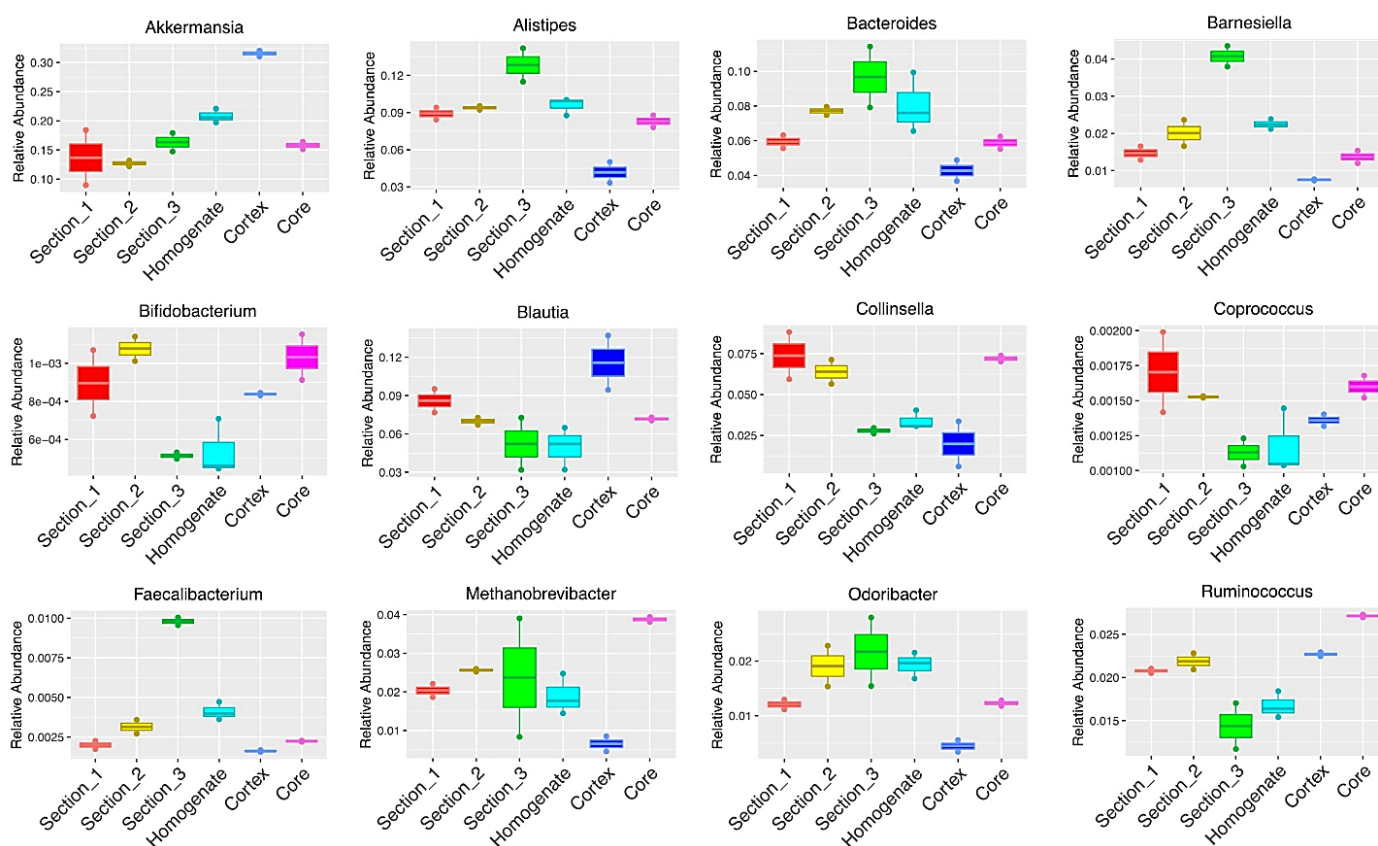 Akkermansia
Relative Abundance
0.30
0.25
0.20
0.15
0.10
Section_1
Section_2
Section_3
Homogenate
Cortex
Core
Alistipes
Relative Abundance
0.12
0.09
0.06
0.03
Section_1
Section_2
Section_3
Homogenate
Cortex
Core
Bacteroides
Relative Abundance
0.10
0.08
0.06
0.04
Section_1
Section_2
Section_3
Homogenate
Cortex
Core
Barnesiella
Relative Abundance
0.04
0.03
0.02
0.01
Section_1
Section_2
Section_3
Homogenate
Cortex
Core
Bifidobacterium
Relative Abundance
1e-03
8e-04
6e-04
Section_1
Section_2
Section_3
Homogenate
Cortex
Core
Blautia
Relative Abundance
0.12
0.09
0.06
0.03
Section_1
Section_2
Section_3
Homogenate
Cortex
Core
Collinsella
Relative Abundance
0.075
0.050
0.025
Section_1
Section_2
Section_3
Homogenate
Cortex
Core
Coprococcus
Relative Abundance
0.00200
0.00175
0.00150
0.00125
0.00100
Section_1
Section_2
Section_3
Homogenate
Cortex
Core
Faecalibacterium
Relative Abundance
0.0100
0.0075
0.0050
0.0025
Section_1
Section_2
Section_3
Homogenate
Cortex
Core
Methanobrevibacter
Relative Abundance
0.04
0.03
0.02
0.01
Section_1
Section_2
Section_3
Homogenate
Cortex
Core
Odoribacter
Relative Abundance
0.02
0.01
Section_1
Section_2
Section_3
Homogenate
Cortex
Core
Ruminococcus
Relative Abundance
0.025
0.020
0.015
Section_1
Section_2
Section_3
Homogenate
Cortex
Core